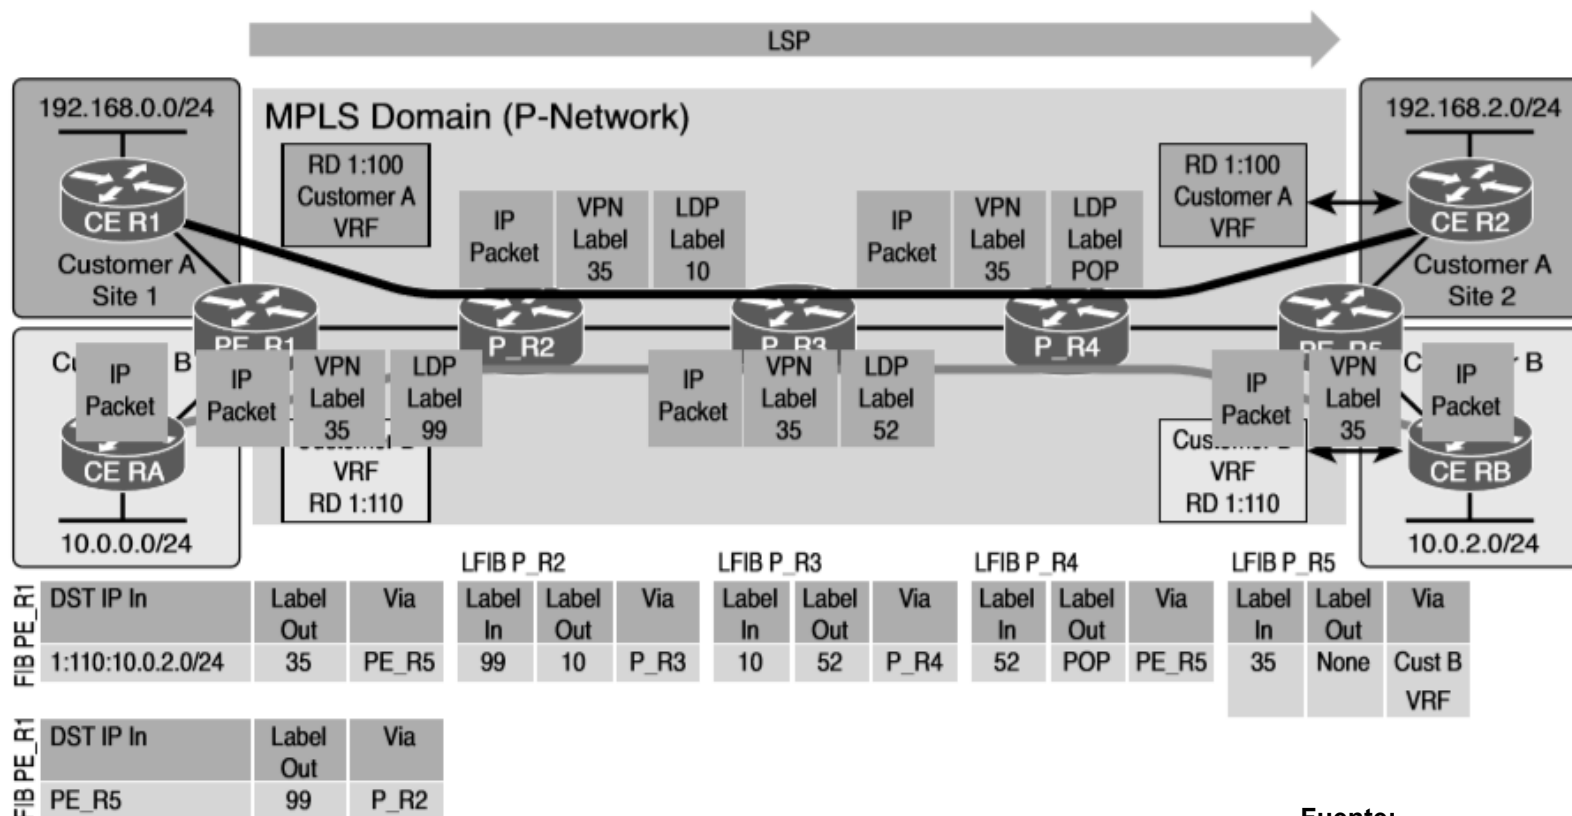 LSP
192.168.0.0/24
192.168.2.0/24
MPLS Domain (P-Network)
RD 1:100
Customer A
VRF
RD 1:100
Customer A
VRF
CE R1
CE R2
IP
Packet
VPN
Label
35
LDP
Label
10
IP
Packet
VPN
Label
35
LDP
Label
POP
Customer A
Site 1
Customer A
Site 2
PE_R1
P_R2
P_R3
P_R4
PE_R5
B
B
IP
Packet
IP
Packet
VPN
Label
35
LDP
Label
99
IP
Packet
VPN
Label
35
LDP
Label
52
IP
Packet
VPN
Label
35
IP
Packet
VRF
RD 1:110
VRF
RD 1:110
CE RA
CE RB
10.0.0.0/24
10.0.2.0/24
FIB PE_R1
DST IP In Label Out Via
1:110:10.0.2.0/24 35 PE_R5
LFIB P_R2
Label In Label Out Via
99 10 P_R3
LFIB P_R3
Label In Label Out Via
10 52 P_R4
LFIB P_R4
Label In Label Out Via
52 POP PE_R5
LFIB P_R5
Label In Label Out Via
35 None Cust B VRF
FIB PE_R1
DST IP In Label Out Via
PE_R5 99 P_R2
Fuente: